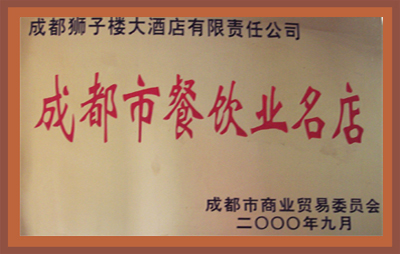 成都狮子楼大酒店有限责任公司
成都市餐饮业名店
成都市商业贸易委员会
二〇〇〇年九月